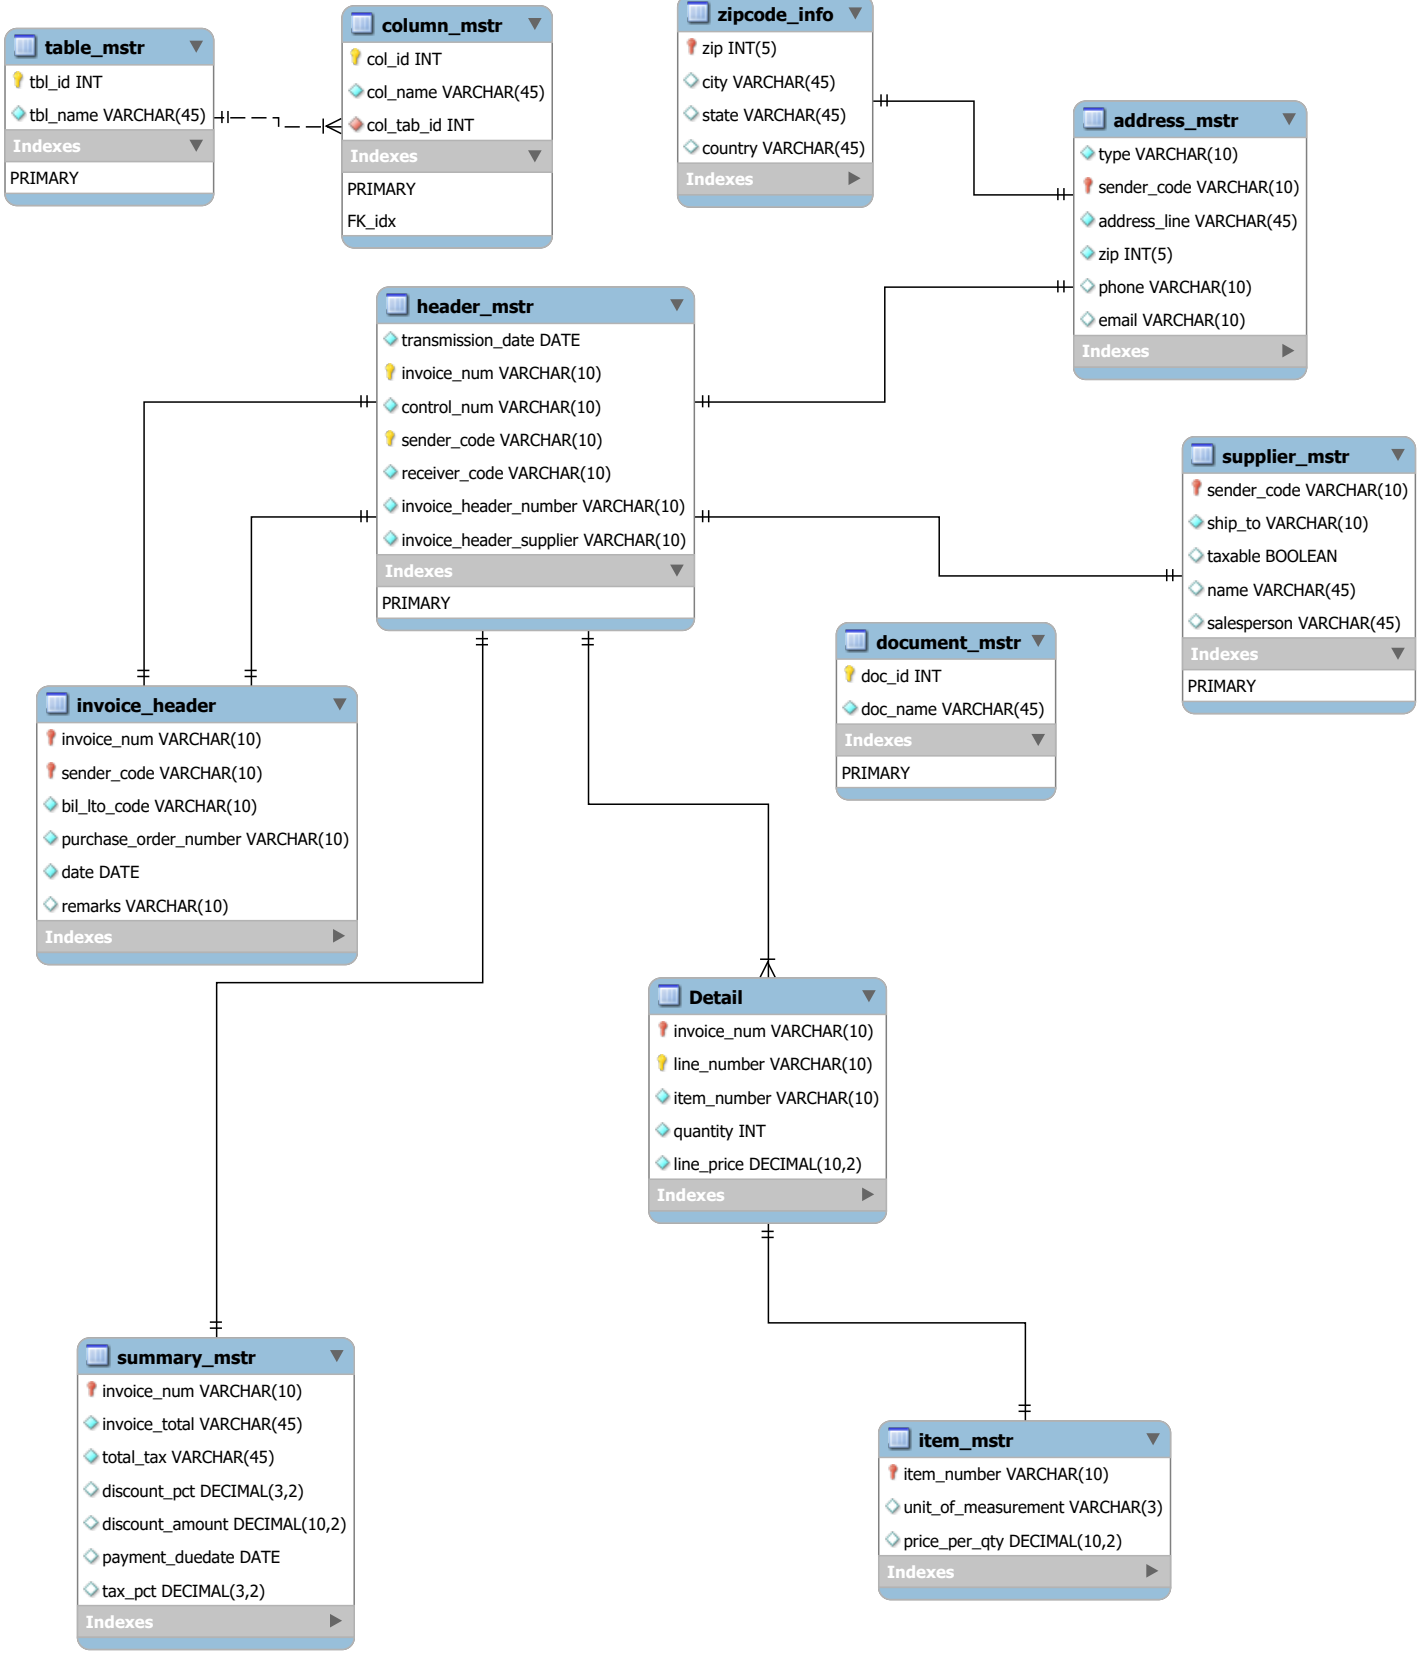 table_mstr
tbl_id INT
tbl_name VARCHAR(45)
Indexes
PRIMARY
column_mstr
col_id INT
col_name VARCHAR(45)
col_tab_id INT
Indexes
PRIMARY
FK_idx
zipcode_info
zip INT(5)
city VARCHAR(45)
state VARCHAR(45)
country VARCHAR(45)
Indexes
address_mstr
type VARCHAR(10)
sender_code VARCHAR(10)
address_line VARCHAR(45)
zip INT(5)
phone VARCHAR(10)
email VARCHAR(10)
Indexes
header_mstr
transmission_date DATE
invoice_num VARCHAR(10)
control_num VARCHAR(10)
sender_code VARCHAR(10)
receiver_code VARCHAR(10)
invoice_header_number VARCHAR(10)
invoice_header_supplier VARCHAR(10)
Indexes
PRIMARY
supplier_mstr
sender_code VARCHAR(10)
ship_to VARCHAR(10)
taxable BOOLEAN
name VARCHAR(45)
salesperson VARCHAR(45)
Indexes
PRIMARY
document_mstr
doc_id INT
doc_name VARCHAR(45)
Indexes
PRIMARY
invoice_header
invoice_num VARCHAR(10)
sender_code VARCHAR(10)
bil_lto_code VARCHAR(10)
purchase_order_number VARCHAR(10)
date DATE
remarks VARCHAR(10)
Indexes
Detail
invoice_num VARCHAR(10)
line_number VARCHAR(10)
item_number VARCHAR(10)
quantity INT
line_price DECIMAL(10,2)
Indexes
summary_mstr
invoice_num VARCHAR(10)
invoice_total VARCHAR(45)
total_tax VARCHAR(45)
discount_pct DECIMAL(3,2)
discount_amount DECIMAL(10,2)
payment_duedate DATE
tax_pct DECIMAL(3,2)
Indexes
item_mstr
item_number VARCHAR(10)
unit_of_measurement VARCHAR(3)
price_per_qty DECIMAL(10,2)
Indexes